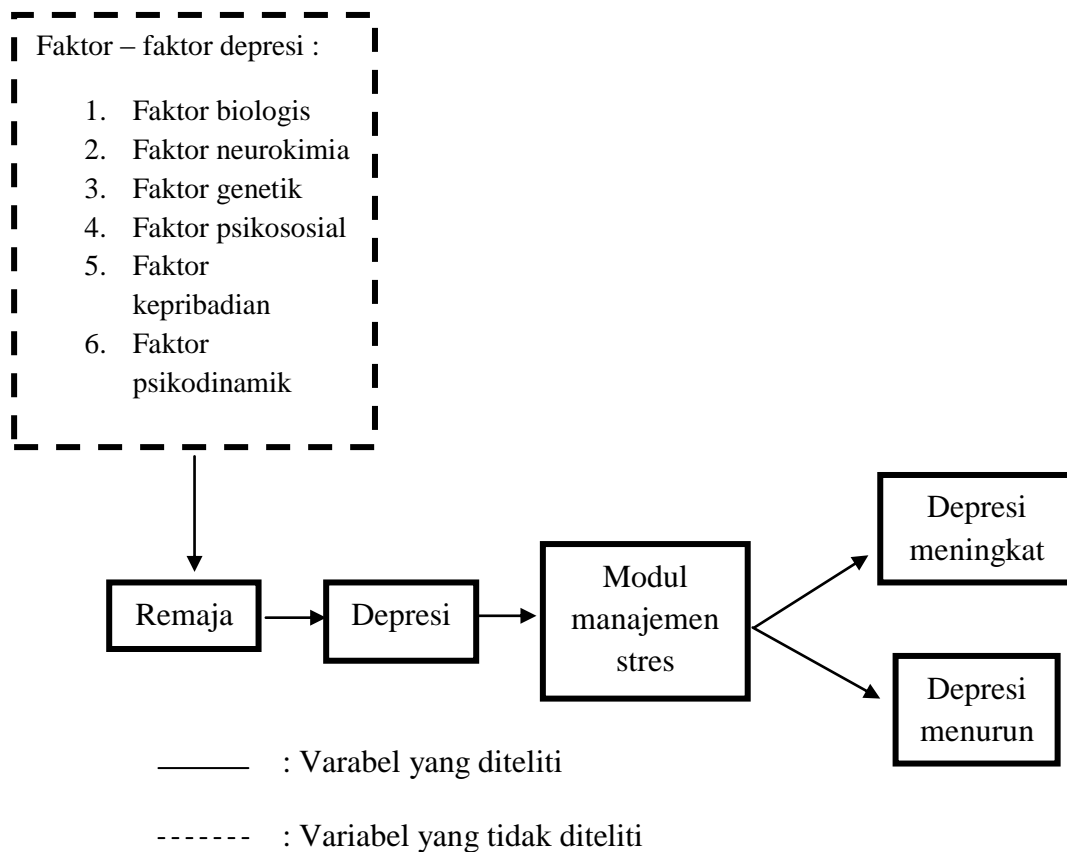 Faktor – faktor depresi :
1. Faktor biologis
2. Faktor neurokimia
3. Faktor genetik
4. Faktor psikososial
5. Faktor
kepribadian
6. Faktor
psikodinamik
Remaja
Depresi
Modul
manajemen
stres
Depresi
meningkat
Depresi
menurun
: Varabel yang diteliti
: Variabel yang tidak diteliti